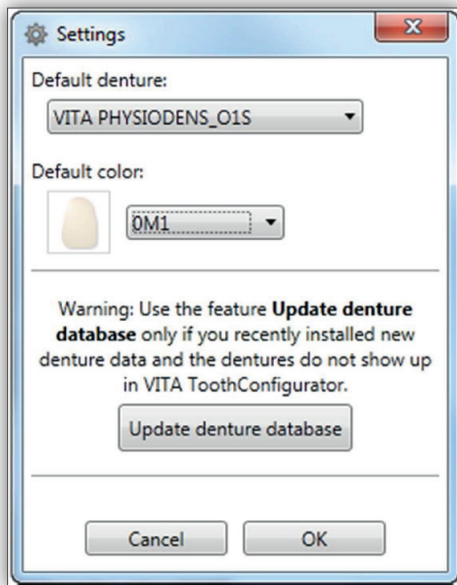 Settings
Default denture:
VITA PHYSIODENS_O1S
Default color:
0M1
Warning: Use the feature Update denture
database only if you recently installed new
denture data and the dentures do not show up
in VITA ToothConfigurator.
Update denture database
Cancel
OK